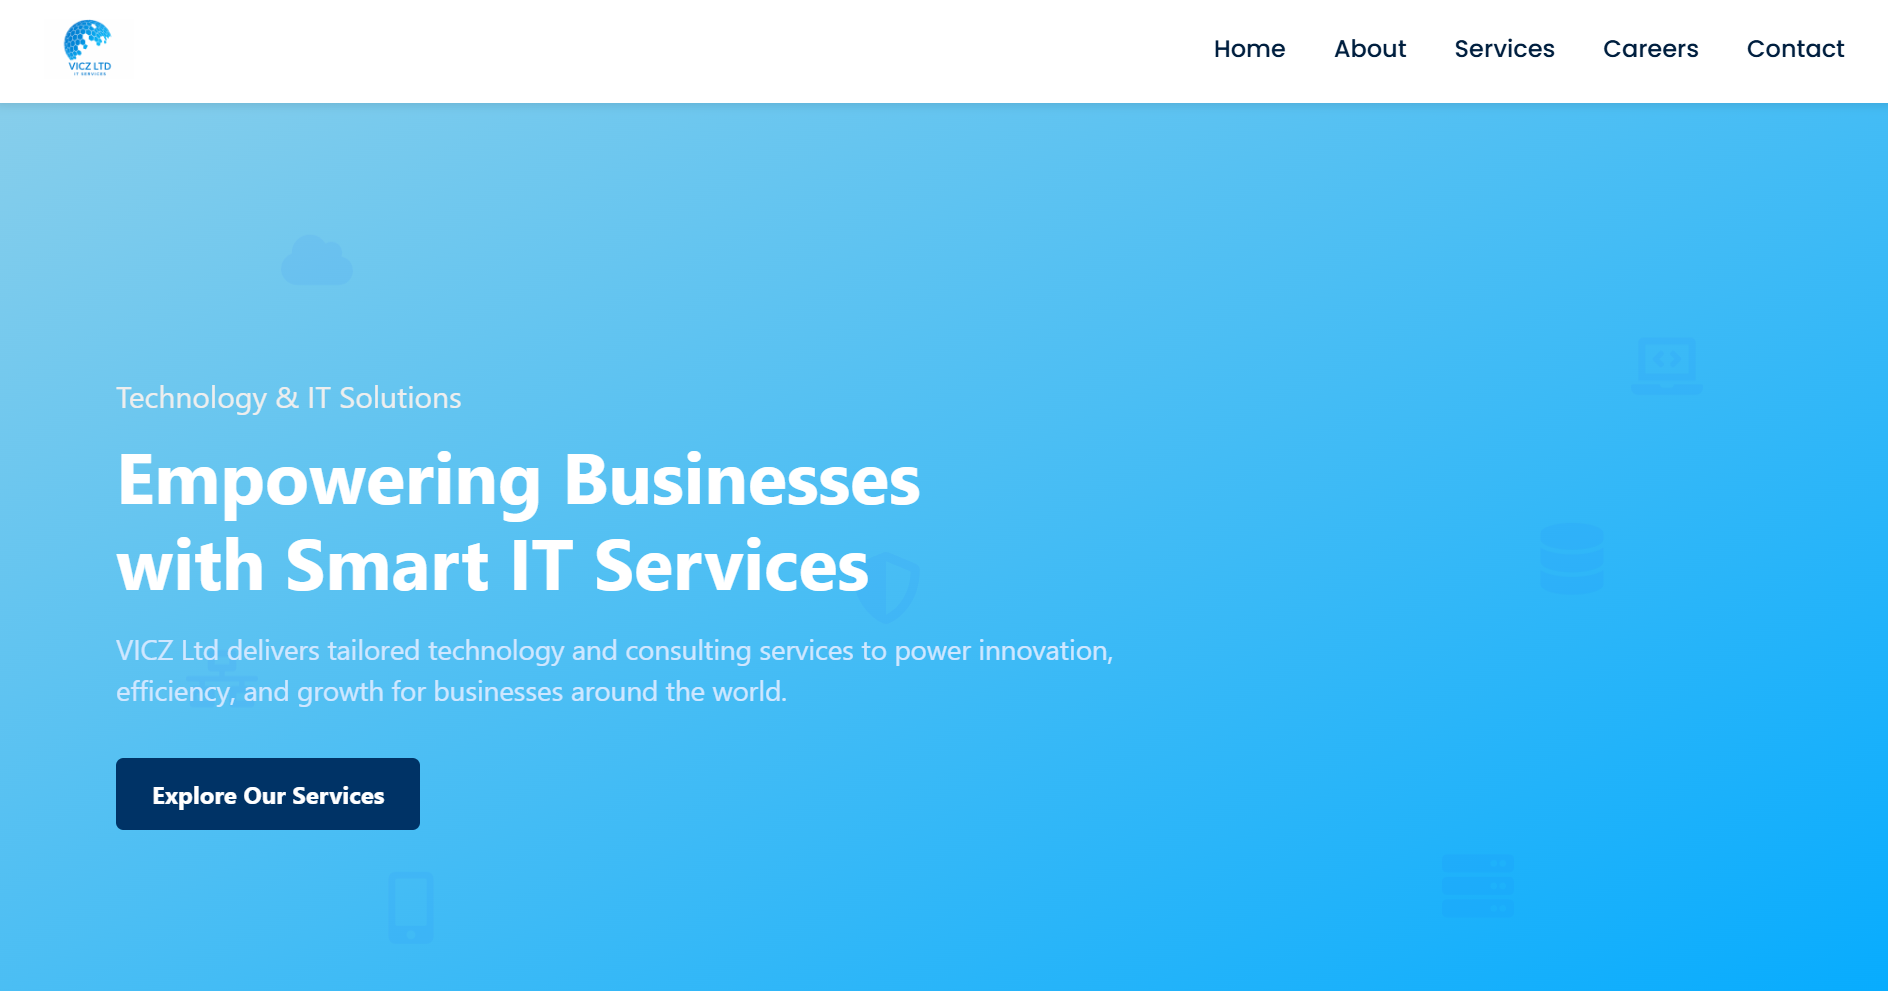 VICZ LTD
IT SERVICES
Home
About
Services
Careers
Contact
Technology & IT Solutions
Empowering Businesses
with Smart IT Services
VICZ Ltd delivers tailored technology and consulting services to power innovation,
efficiency, and growth for businesses around the world.
Explore Our Services